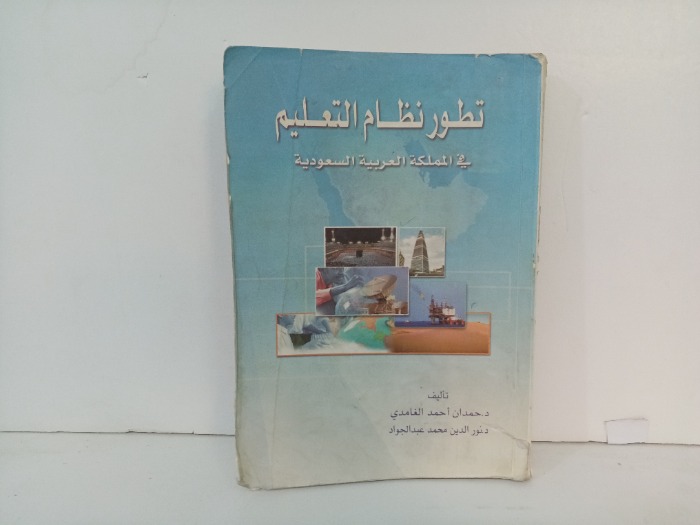 تطور نظام التعليم
في المملكة العربية السعودية
تأليف
د.حمدان أحمد الغامدي
د.نور الدين محمد عبدالجواد